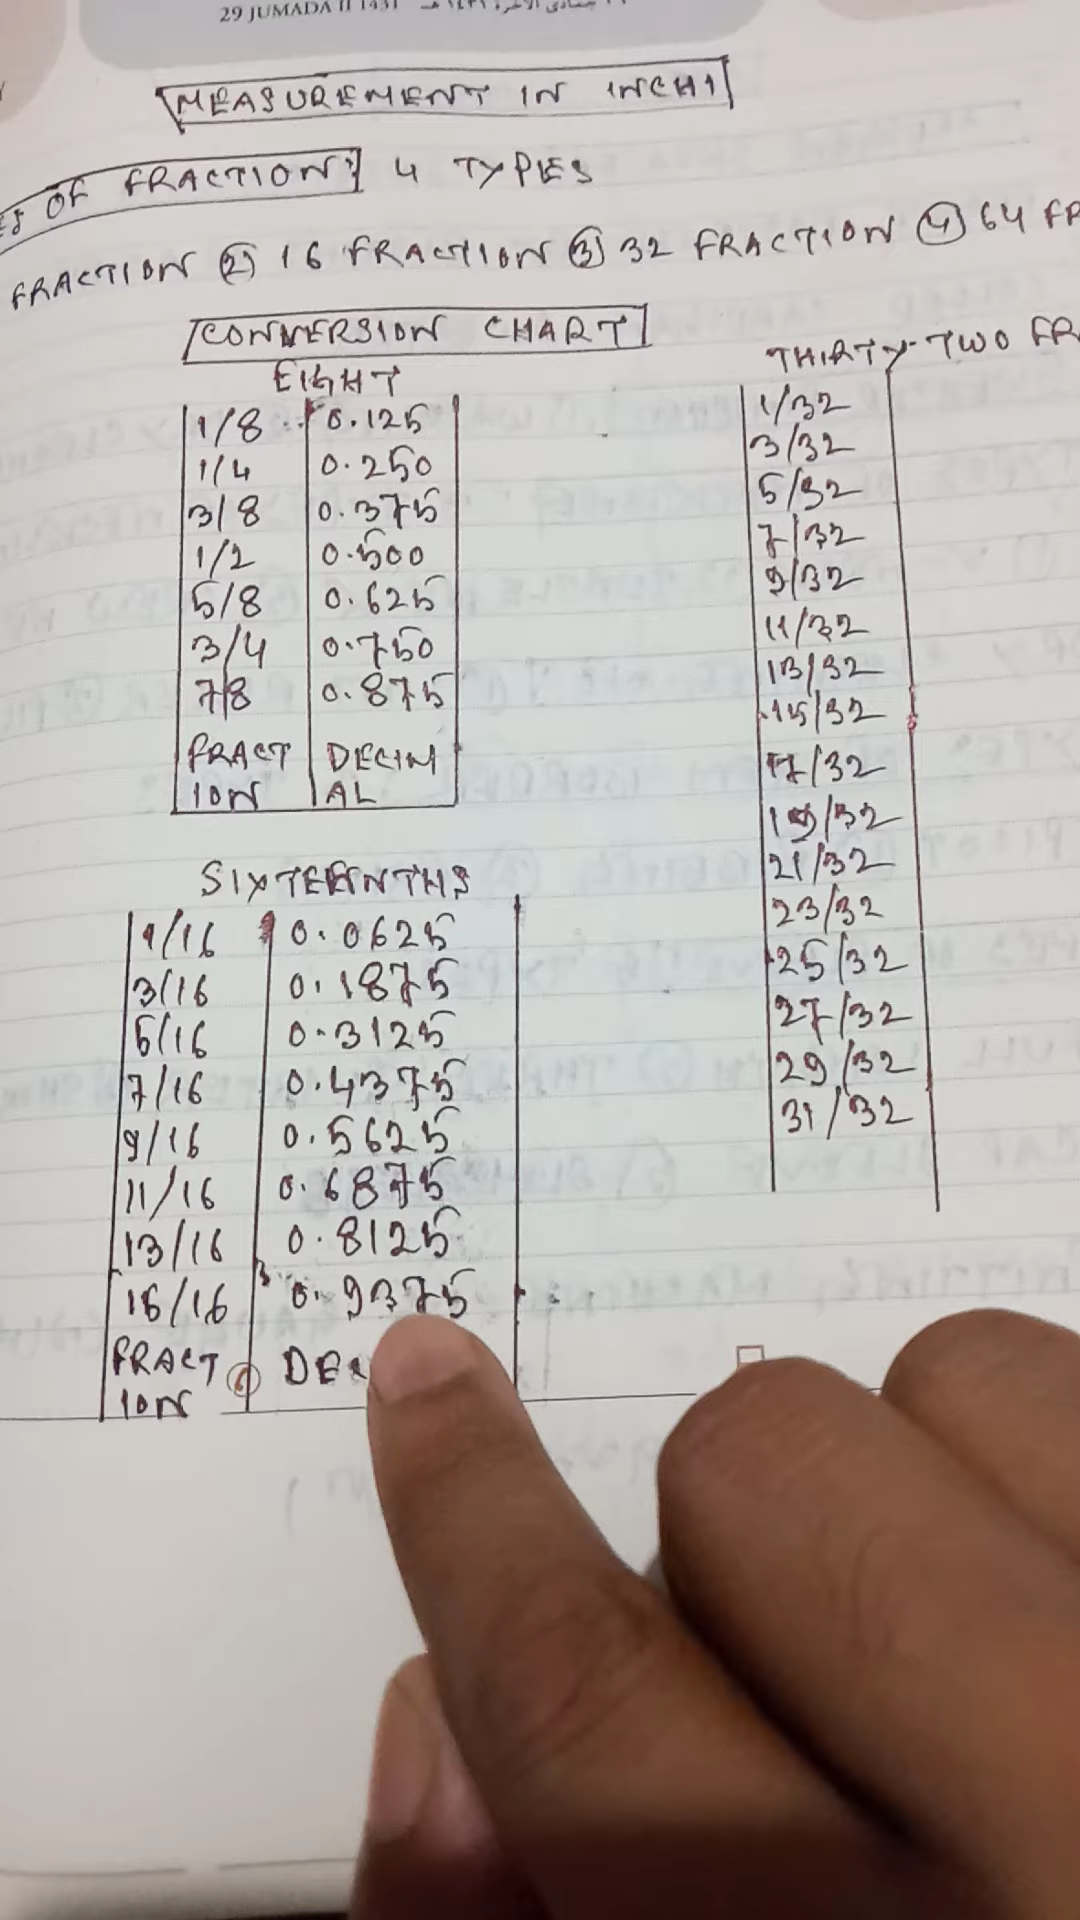 29 JUMADA II 1431
MEASUREMENT IN INCHI
OF FRACTION 4 TYPES
FRACTION ② 16 FRACTION ③ 32 FRACTION ④ 64 FR
CONVERSION CHART
EIGHT
1/8 0.125
1/4 0.250
3/8 0.375
1/2 0.500
5/8 0.625
3/4 0.750
7/8 0.875
FRACT DECIM
ION AL
SIXTEENTHS
1/16 0.0625
3/16 0.1875
5/16 0.3125
7/16 0.4375
9/16 0.5625
11/16 0.6875
13/16 0.8125
15/16 0.9375
FRACT DE
ION
THIRTY-TWO FR
1/32
3/32
5/32
7/32
9/32
11/32
13/32
15/32
17/32
19/32
21/32
23/32
25/32
27/32
29/32
31/32